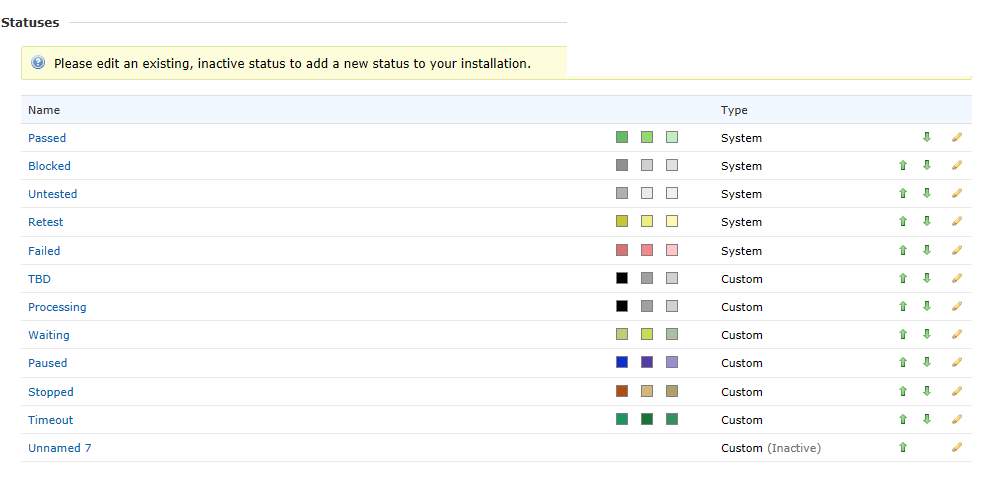 Statuses
Please edit an existing, inactive status to add a new status to your installation.
Name Type
Passed System
Blocked System
Untested System
Retest System
Failed System
TBD Custom
Processing Custom
Waiting Custom
Paused Custom
Stopped Custom
Timeout Custom
Unnamed 7 Custom (Inactive)